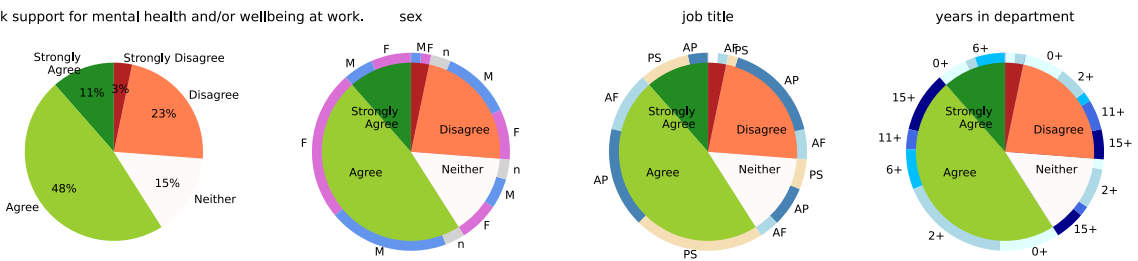 k support for mental health and/or wellbeing at work.
Strongly
Agree
Strongly Disagree
11%
3%
Disagree
23%
48%
15%
Agree
Neither
sex
M
F
n
F
M
M
Strongly
Agree
Disagree
F
F
Agree
Neither
n
M
F
n
M
job title
AP
AF
PS
PS
AP
AF
Strongly
Agree
Disagree
AF
AP
Agree
Neither
PS
AP
AF
PS
years in department
6+
0+
0+
2+
15+
11+
Strongly
Agree
Disagree
11+
15+
6+
Agree
Neither
2+
15+
2+
0+